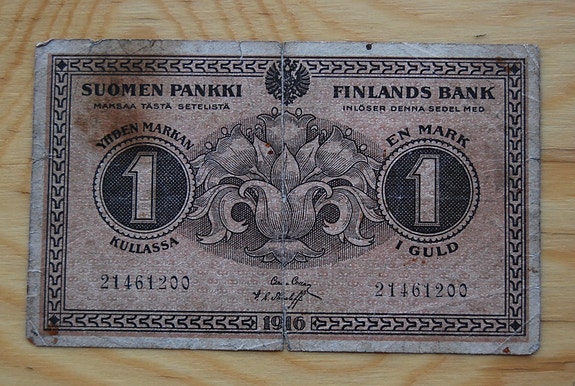 SUOMEN PANKKI
MAKSAA TÄSTÄ SETELISTÄ
YHDEN MARKAN
1
KULLASSA
21461200
FINLANDS BANK
INLÖSER DENNA SEDEL MED
EN MARK
1
I GULD
21461200
1916